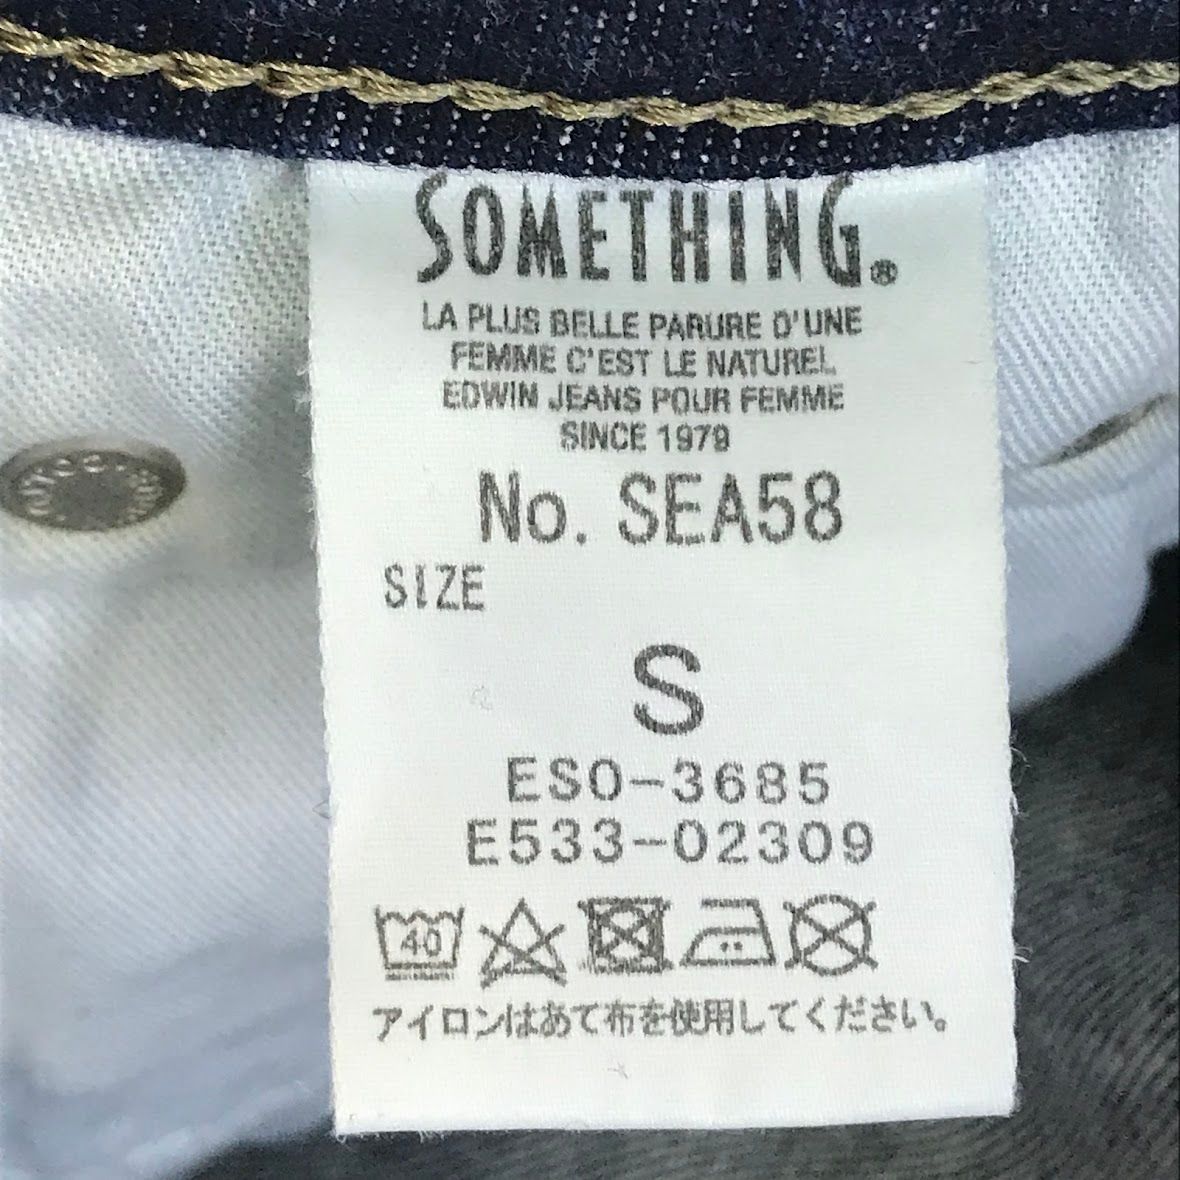 SOMETHING.®
LA PLUS BELLE PARURE D'UNE
FEMME C'EST LE NATUREL
EDWIN JEANS POUR FEMME
SINCE 1979
No. SEA58
SIZE
S
ESO-3685
E533-02309
40
アイロンはあて布を使用してください。